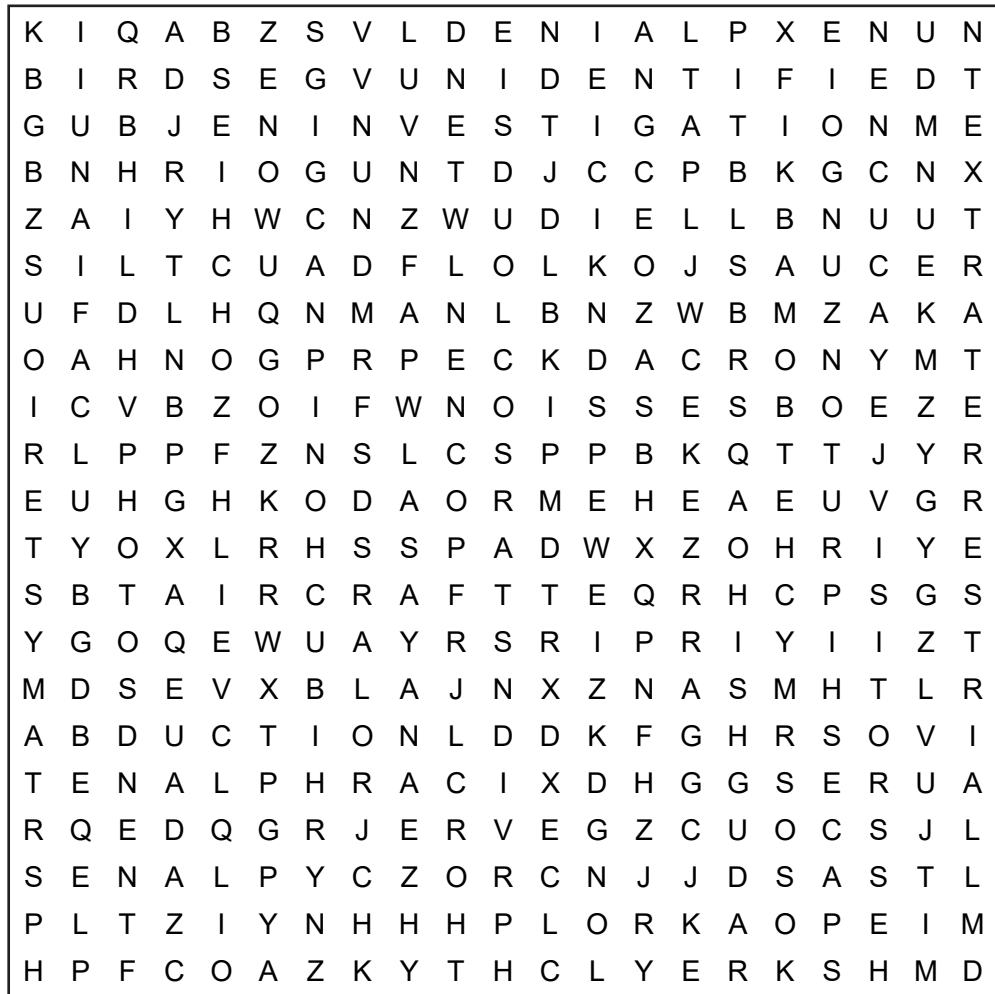 K I Q A B Z S V L D E N I A L P X E N U N
B I R D S E G V U N I D E N T I F I E D T
G U B J E N I N V E S T I G A T I O N M E
B N H R I O G U N T D J C C P B K G C N X
Z A I Y H W C N Z W U D I E L L B N U U T
S I L T C U A D F L O L K O J S A U C E R
U F D L H Q N M A N L B N Z W B M Z A K A
O A H N O G P R P E C K D A C R O N Y M T
I C V B Z O I F W N O I S S E S B O E Z E
R L P P F Z N S L C S P P B K Q T T J Y R
E U H G H K O D A O R M E H E A E U V G R
T Y O X L R H S S P A D W X Z O H R I Y E
S B T A I R C R A F T T E Q R H C P S G S
Y G O Q E W U A Y R S R I P R I Y I I Z T
M D S E V X B L A J N X Z N A S M H T L R
A B D U C T I O N L D D K F G H R S O V I
T E N A L P H R A C I X D H G G S E R U A
R Q E D Q G R J E R V E G Z C U O C S J L
S E N A L P Y C Z O R C N J J D S A S T L
P L T Z I Y N H H H P L O R K A O P E I M
H P F C O A Z K Y T H C L Y E R K S H M D